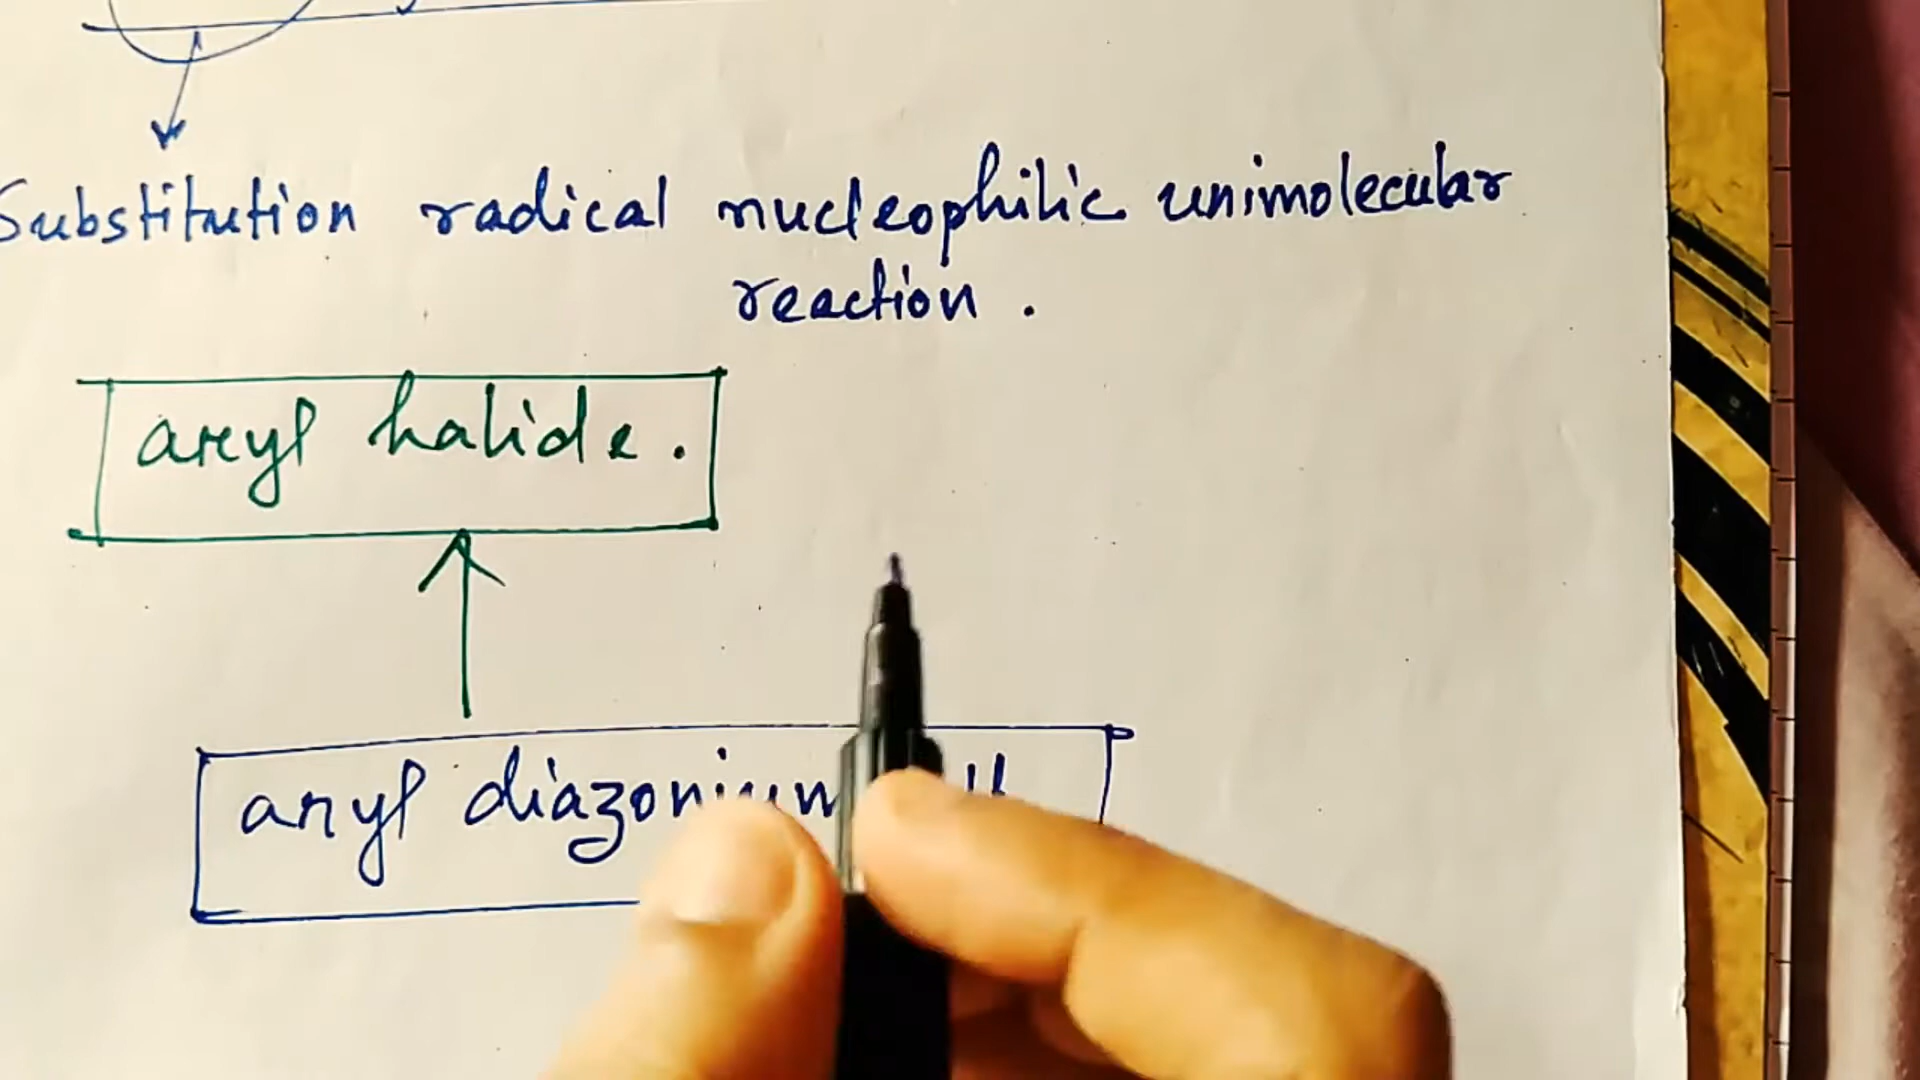 Substitution radical nucleophilic unimolecular
reaction .
aryl halide .
aryl diazonium